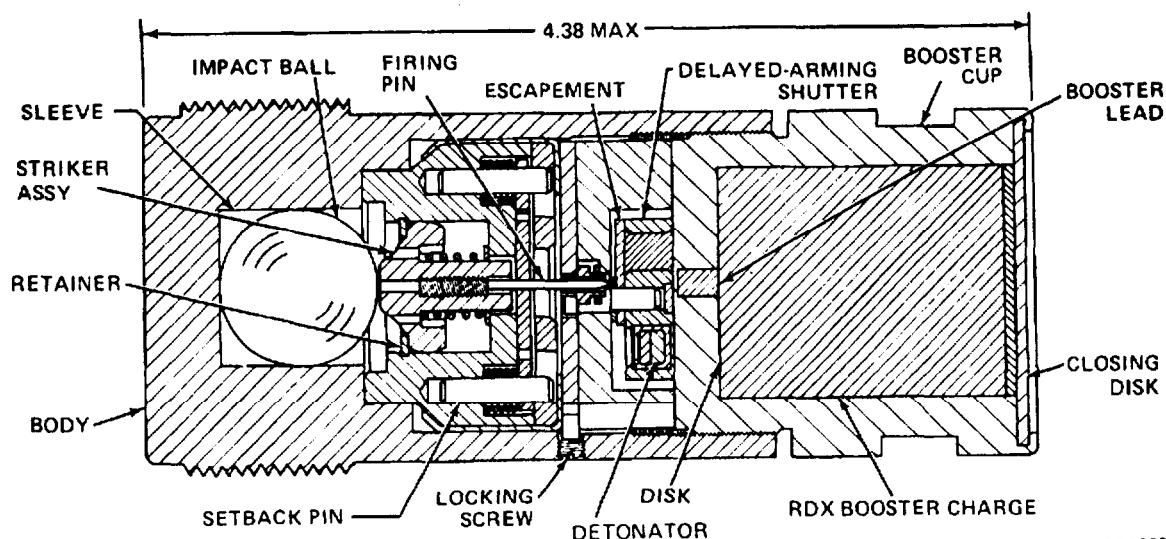 4.38 MAX
IMPACT BALL
FIRING
PIN
ESCAPEMENT
DELAYED-ARMING
SHUTTER
BOOSTER
CUP
BOOSTER
LEAD
SLEEVE
STRIKER
ASSY
RETAINER
BODY
CLOSING
DISK
SETBACK PIN
LOCKING
SCREW
DISK
DETONATOR
RDX BOOSTER CHARGE